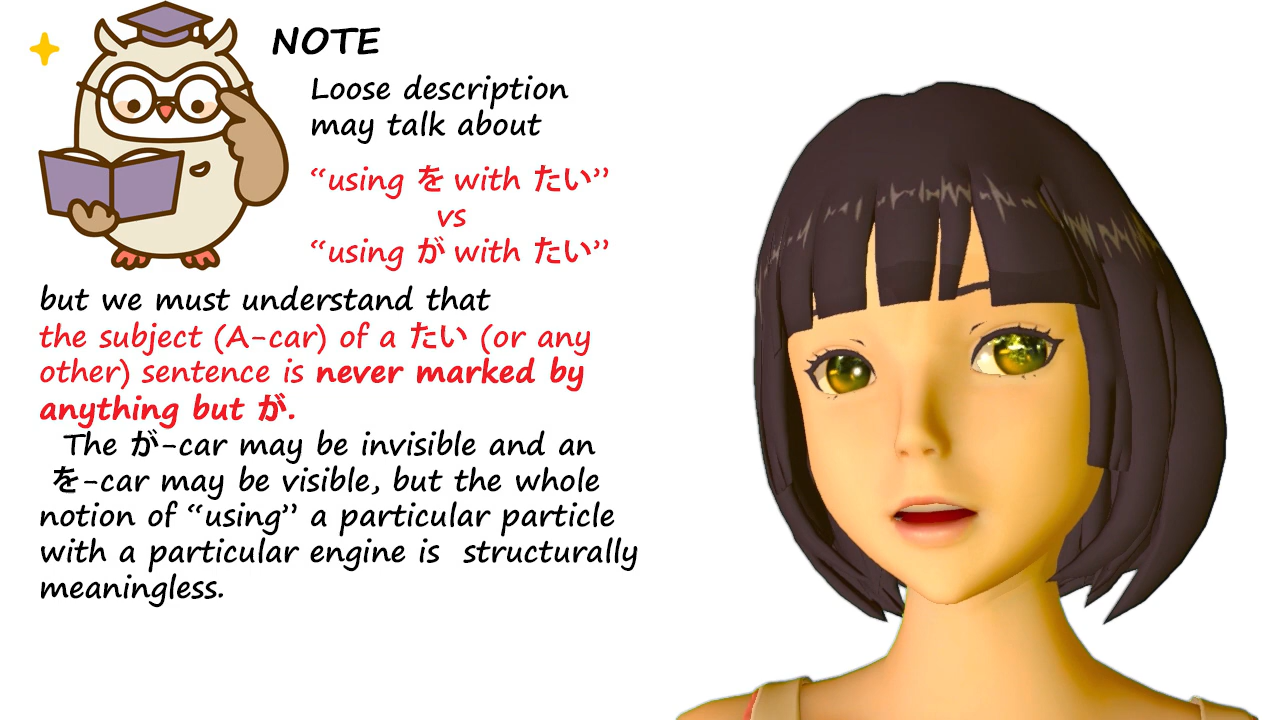 NOTE
Loose description
may talk about
“using を with たい”
vs
“using が with たい”
but we must understand that
the subject (A-car) of a たい (or any
other) sentence is never marked by
anything but が.
The が-car may be invisible and an
を-car may be visible, but the whole
notion of “using” a particular particle
with a particular engine is structurally
meaningless.